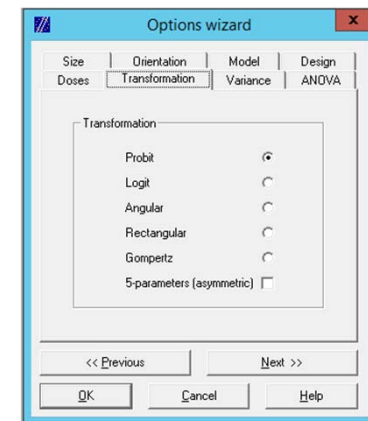 Options wizard
x
Size Orientation Model Design
Doses Transformation Variance ANOVA
Transformation
Probit
Logit
Angular
Rectangular
Gompertz
5-parameters (asymmetric)
<< Previous Next >>
OK Cancel Help